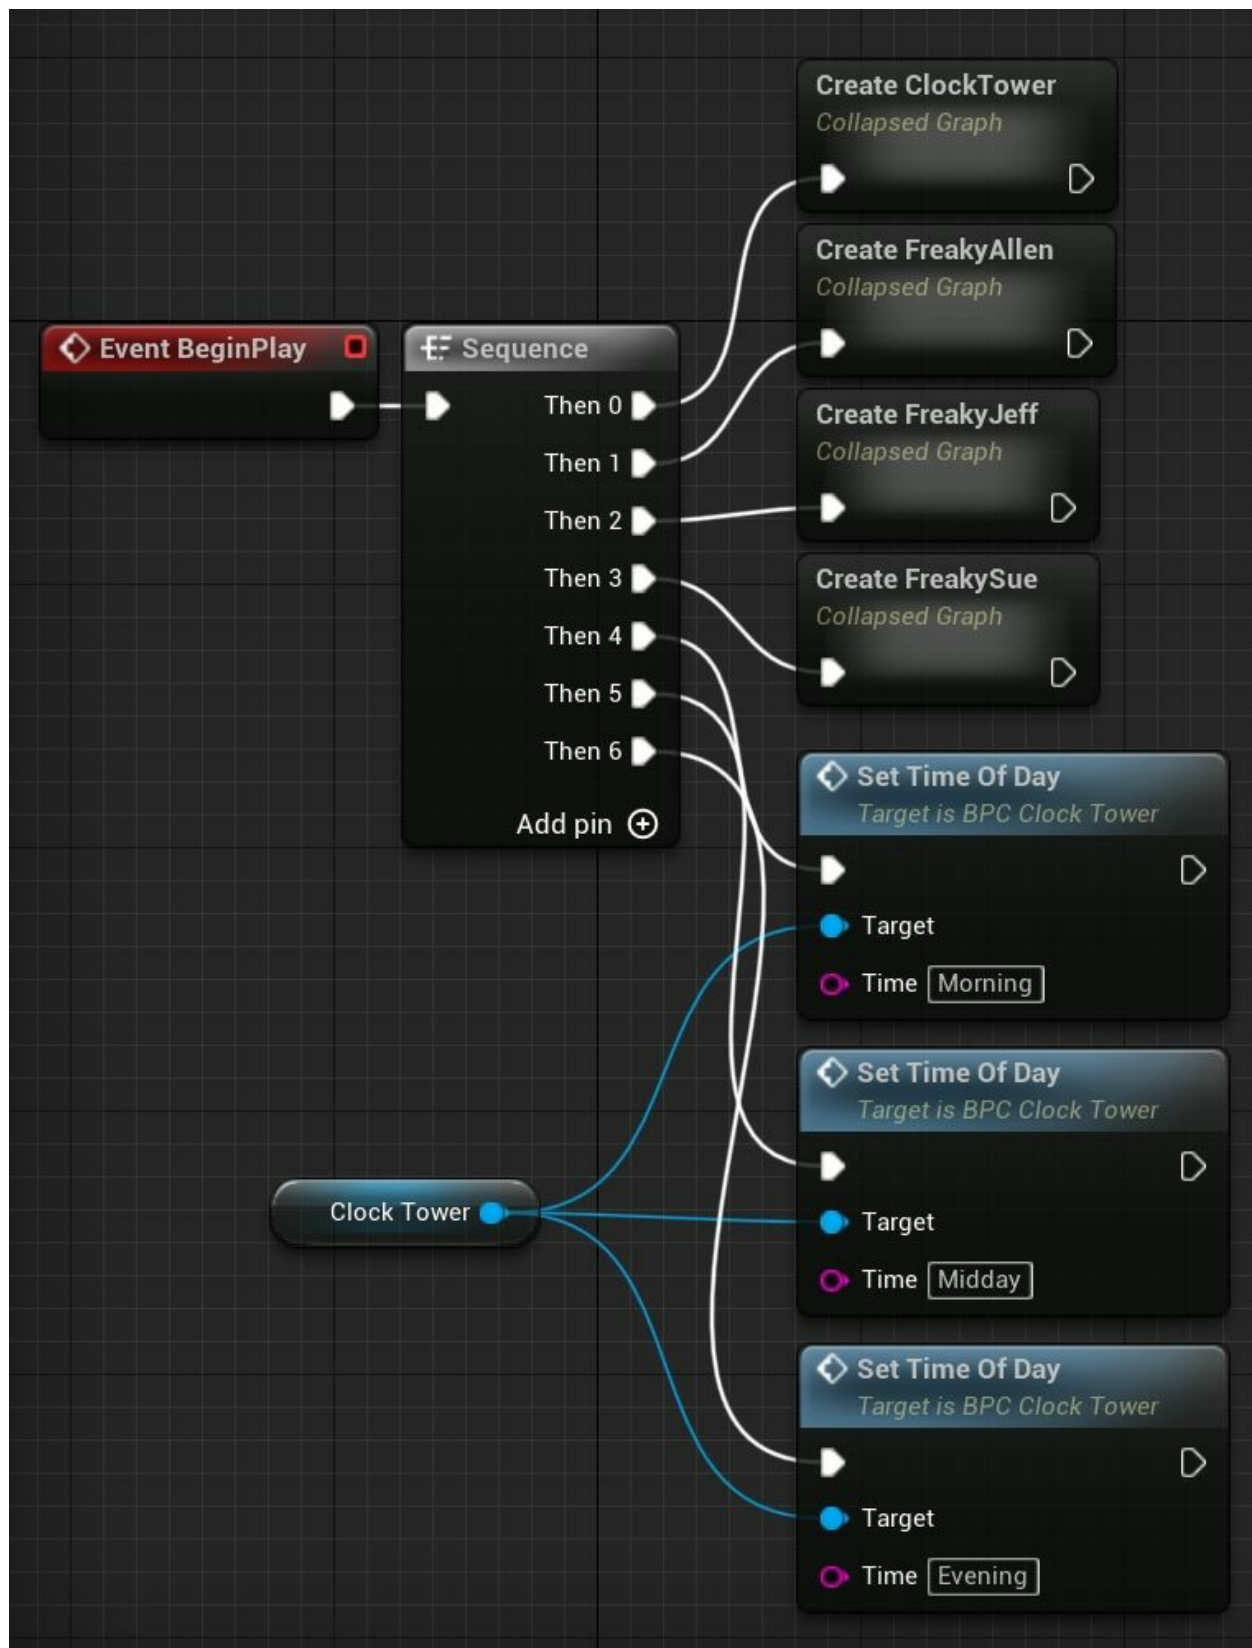 Create ClockTower
Collapsed Graph
Create FreakyAllen
Collapsed Graph
Event BeginPlay
Sequence
Then 0
Then 1
Then 2
Then 3
Then 4
Then 5
Then 6
Add pin
Create FreakyJeff
Collapsed Graph
Create FreakySue
Collapsed Graph
Set Time Of Day
Target is BPC Clock Tower
Target
Time Morning
Set Time Of Day
Target is BPC Clock Tower
Clock Tower
Target
Time Midday
Set Time Of Day
Target is BPC Clock Tower
Target
Time Evening